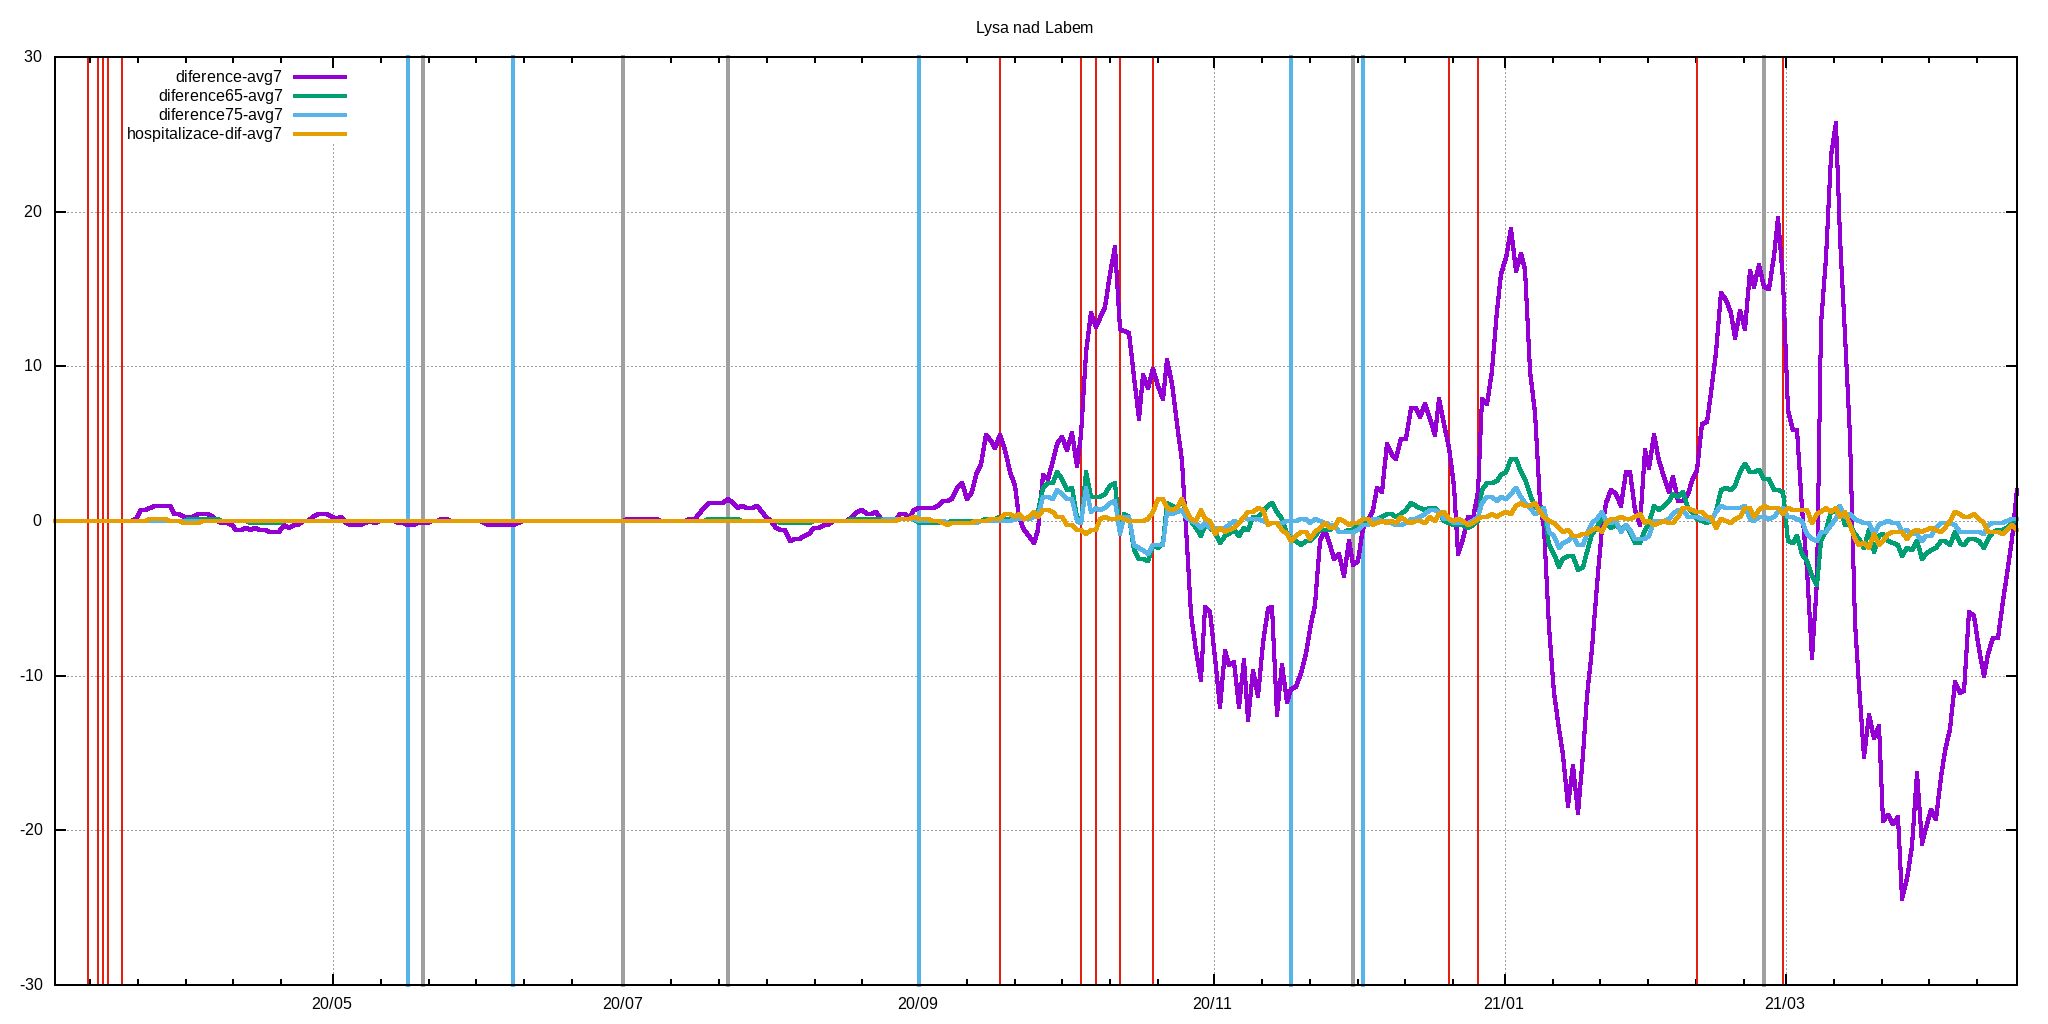 Lysa nad Labem
diference-avg7
diference65-avg7
diference75-avg7
hospitalizace-dif-avg7
30
20
10
0
-10
-20
-30
20/05 20/07 20/09 20/11 21/01 21/03